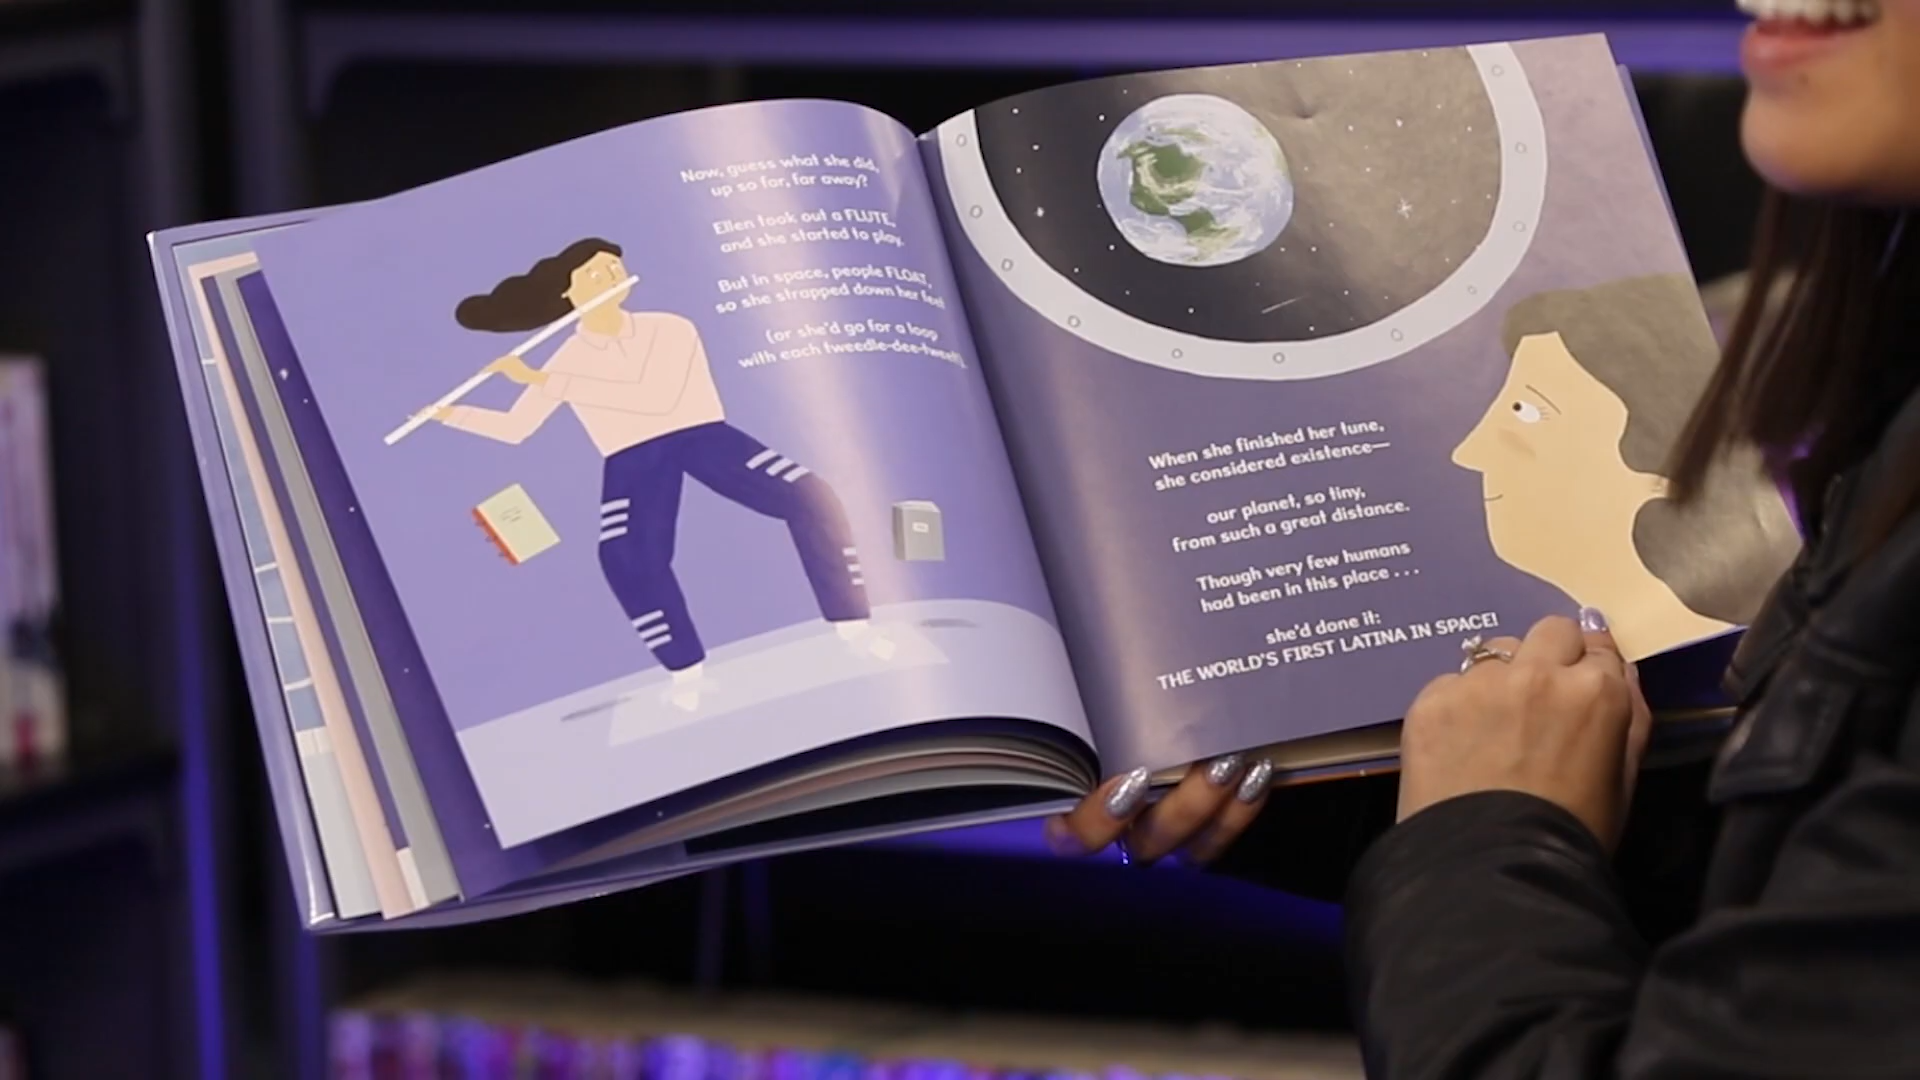 Now, guess what she did,
up so far, far away?
Ellen took out a FLUTE,
and she started to play.
But in space, people FLOAT,
so she strapped down her feet
(or she'd go for a loop
with each tweedle-dee-tweet!).
When she finished her tune,
she considered existence—
our planet, so tiny,
from such a great distance.
Though very few humans
had been in this place . . .
she'd done it:
THE WORLD'S FIRST LATINA IN SPACE!